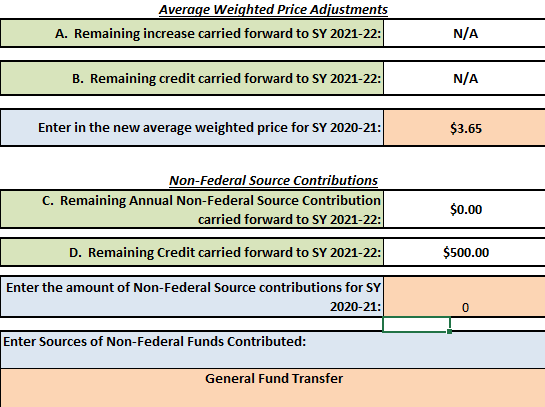 Average Weighted Price Adjustments
A. Remaining increase carried forward to SY 2021-22: N/A
B. Remaining credit carried forward to SY 2021-22: N/A
Enter in the new average weighted price for SY 2020-21: $3.65
Non-Federal Source Contributions
C. Remaining Annual Non-Federal Source Contribution
carried forward to SY 2021-22: $0.00
D. Remaining Credit carried forward to SY 2021-22: $500.00
Enter the amount of Non-Federal Source contributions for SY
2020-21: 0
Enter Sources of Non-Federal Funds Contributed:
General Fund Transfer